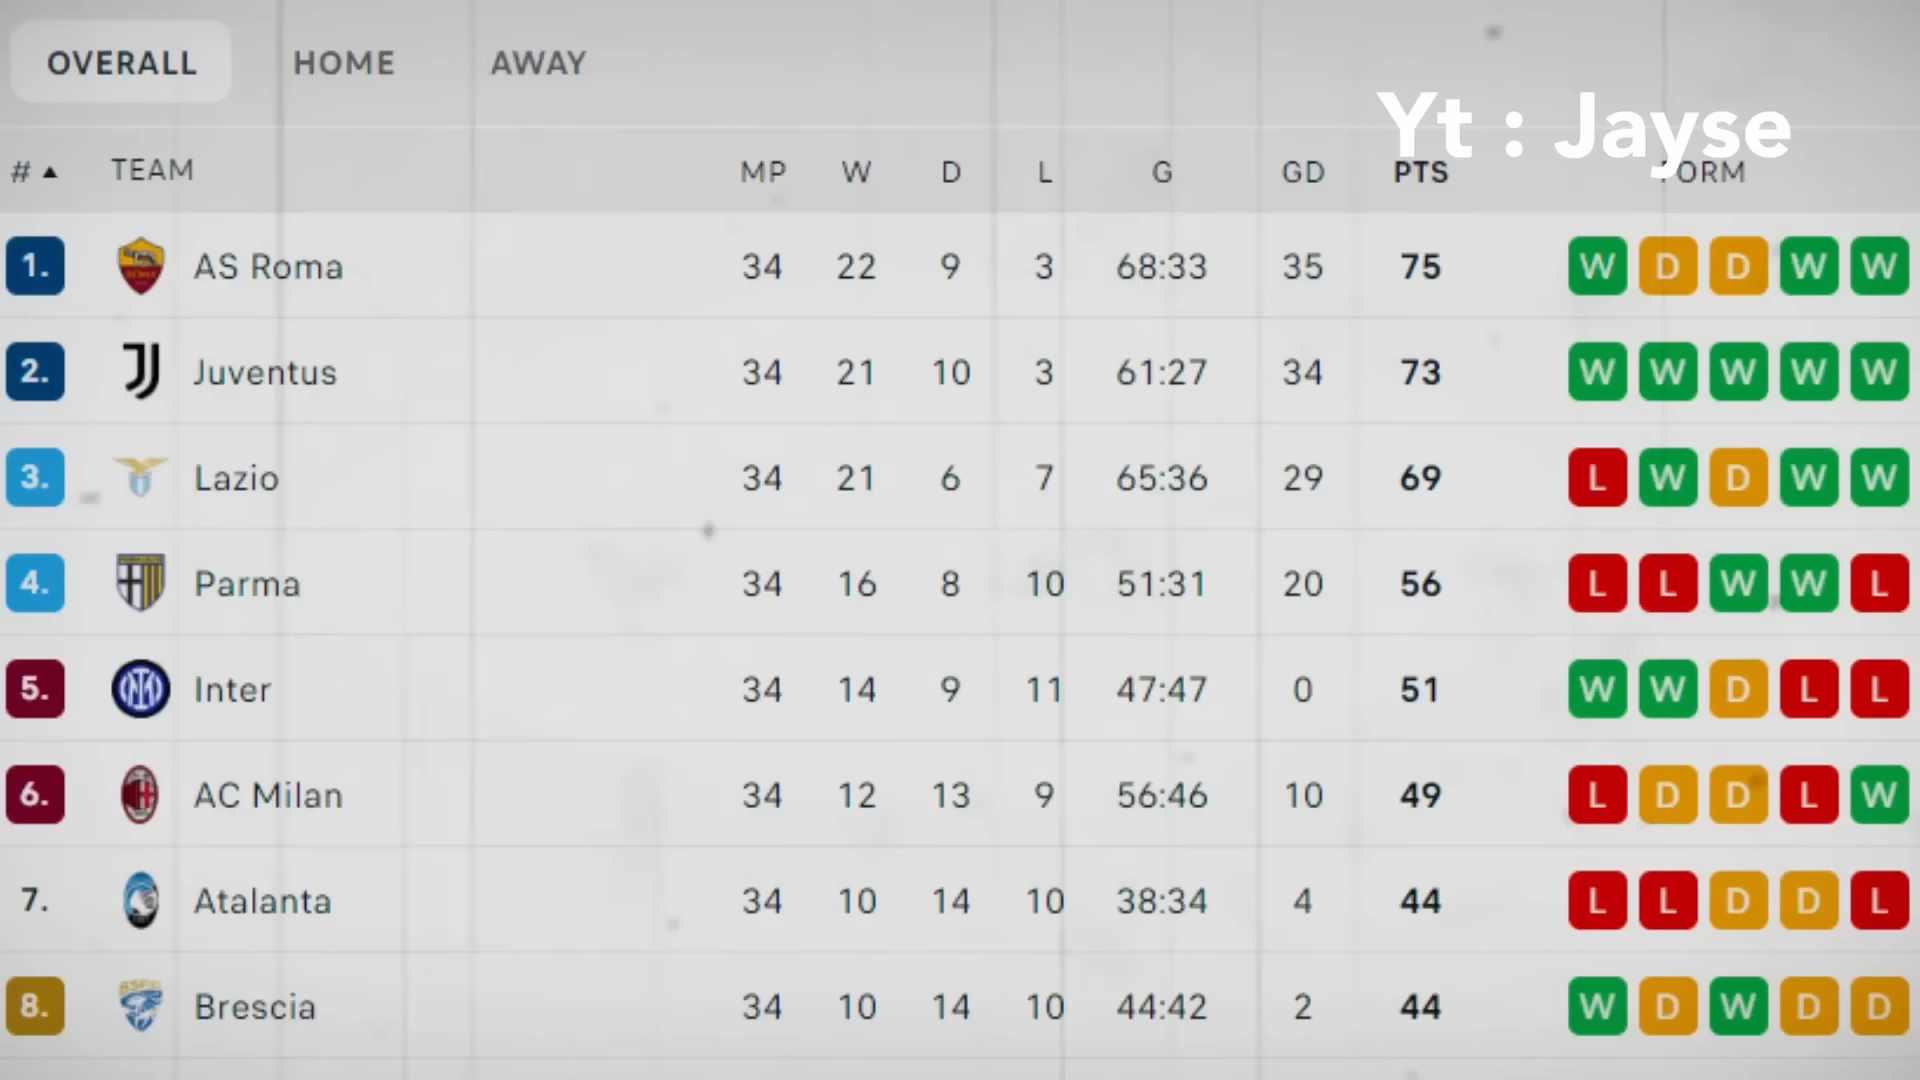 OVERALL HOME AWAY
Yt : Jayse
# ▲ TEAM MP W D L G GD PTS FORM
1. AS Roma 34 22 9 3 68:33 35 75 W D D W W
2. Juventus 34 21 10 3 61:27 34 73 W W W W W
3. Lazio 34 21 6 7 65:36 29 69 L W D W W
4. Parma 34 16 8 10 51:31 20 56 L L W W L
5. Inter 34 14 9 11 47:47 0 51 W W D L L
6. AC Milan 34 12 13 9 56:46 10 49 L D D L W
7. Atalanta 34 10 14 10 38:34 4 44 L L D D L
8. Brescia 34 10 14 10 44:42 2 44 W D W D D